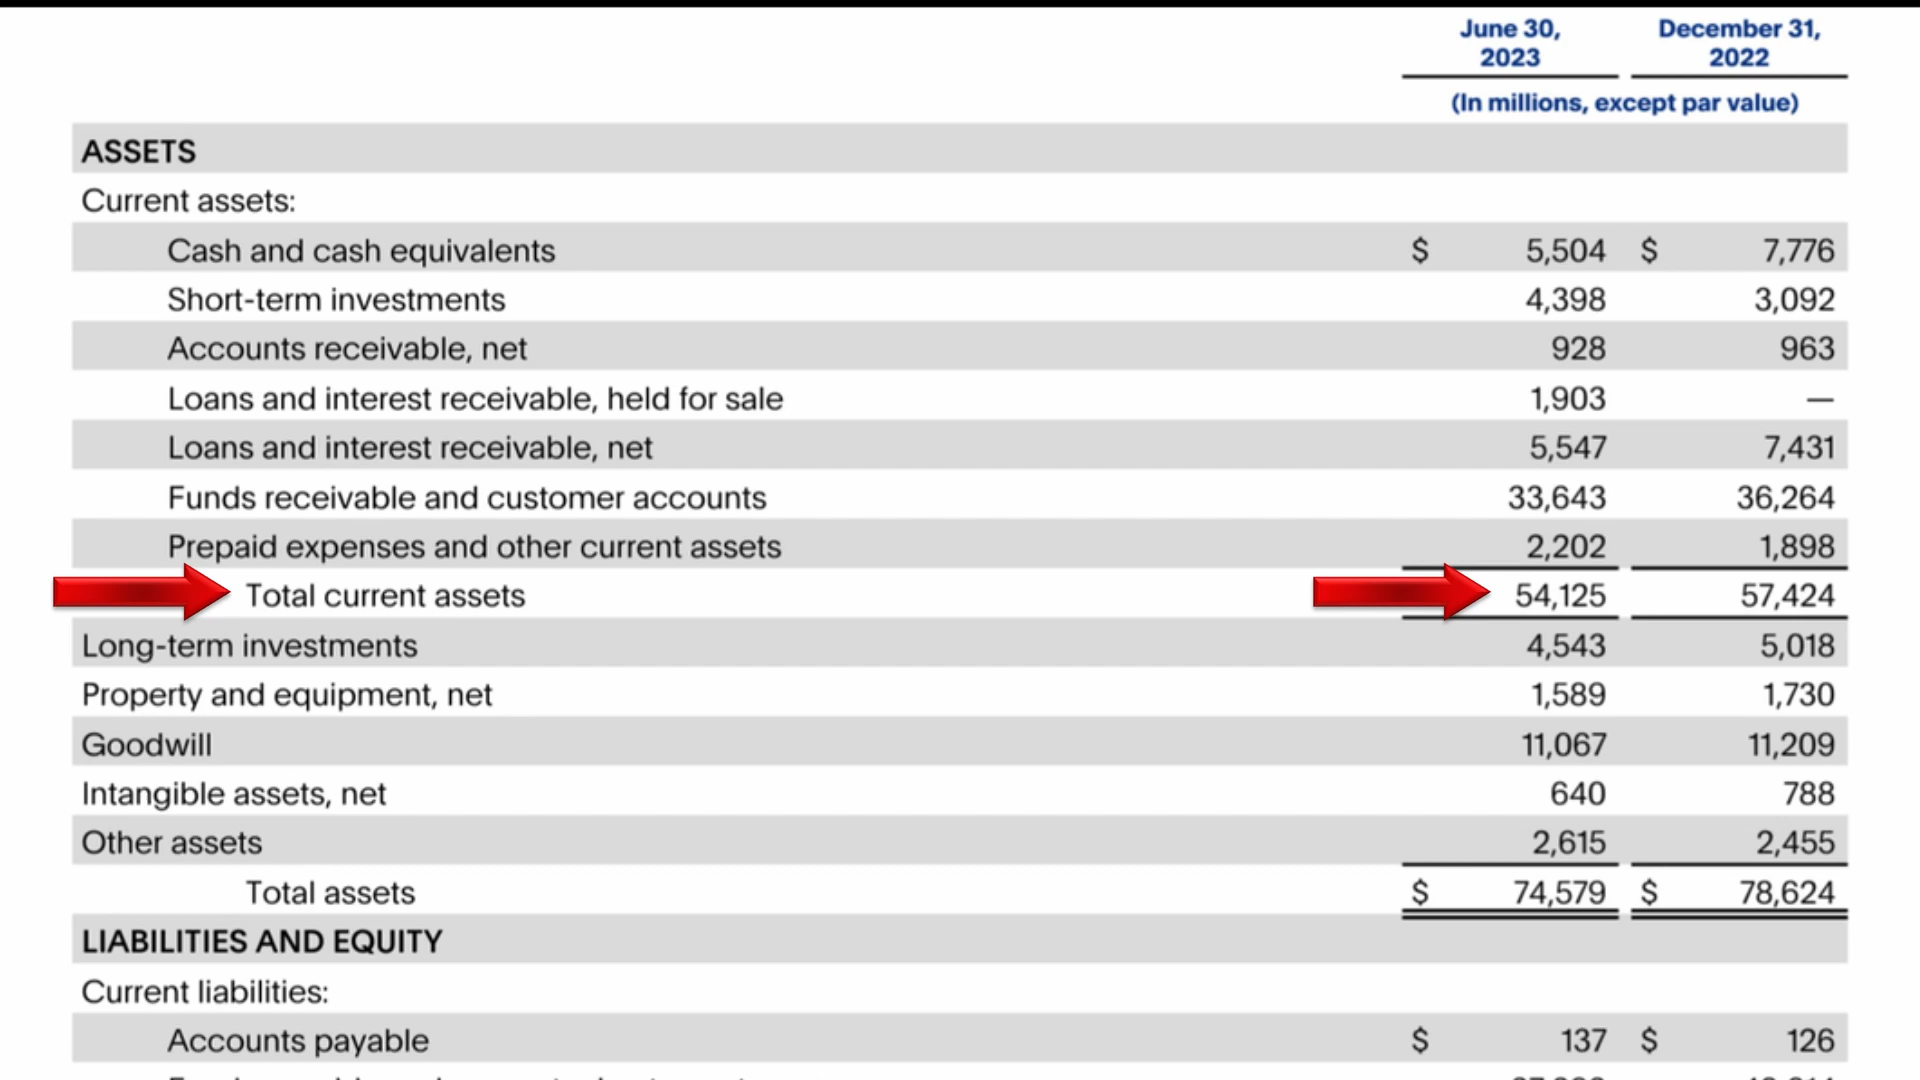 June 30, December 31,
2023 2022
(In millions, except par value)
ASSETS
Current assets:
Cash and cash equivalents $ 5,504 $ 7,776
Short-term investments 4,398 3,092
Accounts receivable, net 928 963
Loans and interest receivable, held for sale 1,903 —
Loans and interest receivable, net 5,547 7,431
Funds receivable and customer accounts 33,643 36,264
Prepaid expenses and other current assets 2,202 1,898
Total current assets 54,125 57,424
Long-term investments 4,543 5,018
Property and equipment, net 1,589 1,730
Goodwill 11,067 11,209
Intangible assets, net 640 788
Other assets 2,615 2,455
Total assets $ 74,579 $ 78,624
LIABILITIES AND EQUITY
Current liabilities:
Accounts payable $ 137 $ 126